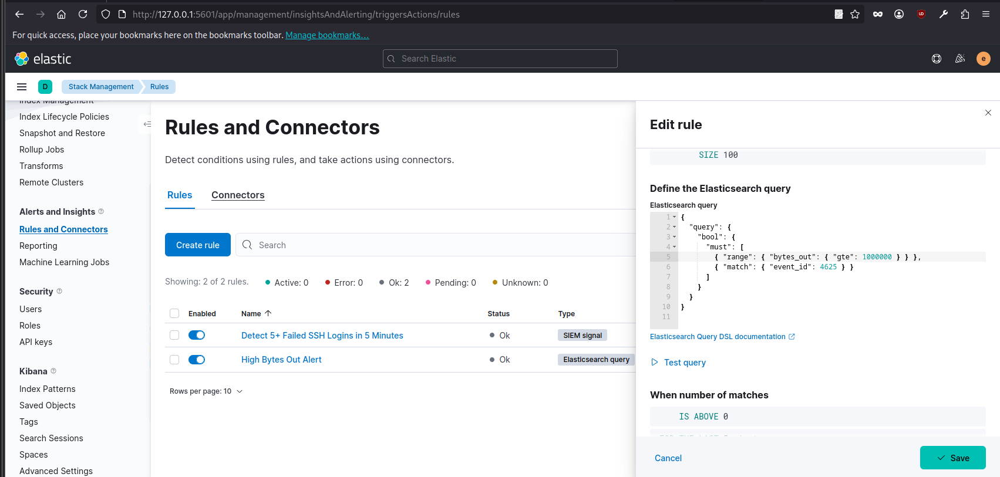 http://127.0.0.1:5601/app/management/insightsAndAlerting/triggersActions/rules
For quick access, place your bookmarks here on the bookmarks toolbar. Manage bookmarks...
elastic
Search Elastic
e
D
Stack Management
Rules
Index Management
Index Lifecycle Policies
Snapshot and Restore
Rollup Jobs
Transforms
Remote Clusters
Alerts and Insights
Rules and Connectors
Reporting
Machine Learning Jobs
Security
Users
Roles
API keys
Kibana
Index Patterns
Saved Objects
Tags
Search Sessions
Spaces
Advanced Settings
Rules and Connectors
Detect conditions using rules, and take actions using connectors.
Rules
Connectors
Create rule
Search
Showing: 2 of 2 rules.
Active: 0
Error: 0
Ok: 2
Pending: 0
Unknown: 0
Enabled Name Status Type
Detect 5+ Failed SSH Logins in 5 Minutes Ok SIEM signal
High Bytes Out Alert Ok Elasticsearch query
Rows per page: 10
Edit rule
SIZE 100
Define the Elasticsearch query
Elasticsearch query
1 {
2 "query": {
3 "bool": {
4 "must": [
5 { "range": { "bytes_out": { "gte": 1000000 } } },
6 { "match": { "event_id": 4625 } }
7 ]
8 }
9 }
10 }
11
Elasticsearch Query DSL documentation
Test query
When number of matches
IS ABOVE 0
Cancel
Save